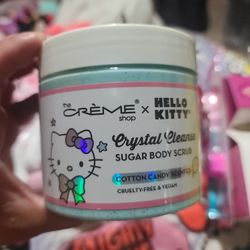 the CRÈME shop × HELLO KITTY
Crystal Cleanse
SUGAR BODY SCRUB
COTTON CANDY SCENTED
CRUELTY-FREE & VEGAN